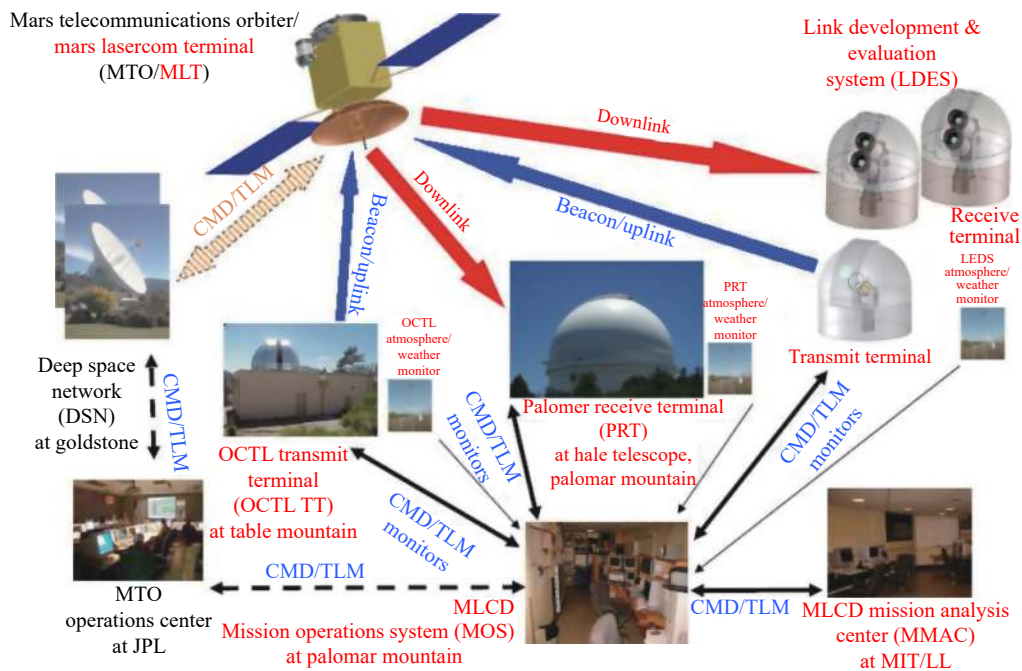 Mars telecommunications orbiter/
mars lasercom terminal
(MTO/MLT)
Link development &
evaluation
system (LDES)
Downlink
Downlink
CMD/TLM
Beacon/uplink
Beacon/uplink
Receive
terminal
LEDS
atmosphere/
weather
monitor
PRT
atmosphere/
weather
monitor
OCTL
atmosphere/
weather
monitor
Transmit terminal
Deep space
network
(DSN)
at goldstone
CMD/TLM
Palomer receive terminal
(PRT)
at hale telescope,
palomar mountain
CMD/TLM
monitors
CMD/TLM
monitors
OCTL transmit
terminal
(OCTL TT)
at table mountain
CMD/TLM
monitors
CMD/TLM
CMD/TLM
MTO
operations center
at JPL
MLCD
Mission operations system (MOS)
at palomar mountain
MLCD mission analysis
center (MMAC)
at MIT/LL